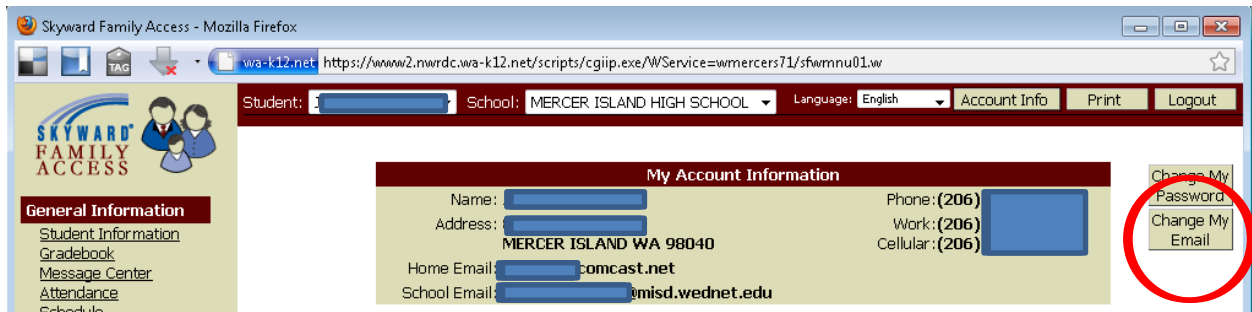 Skyward Family Access - Mozilla Firefox
TAG
wa-k12.net https://www2.nwrdc.wa-k12.net/scripts/cgiip.exe/WService=wmercers71/sfwmnu01.w
Student: School: MERCER ISLAND HIGH SCHOOL Language: English Account Info Print Logout
SKYWARD
FAMILY
ACCESS
My Account Information
Name: Phone:(206)
Address: Work:(206)
MERCER ISLAND WA 98040 Cellular:(206)
Home Email: comcast.net
School Email: @misd.wednet.edu
Change My
Password
Change My
Email
General Information
Student Information
Gradebook
Message Center
Attendance
Schedule